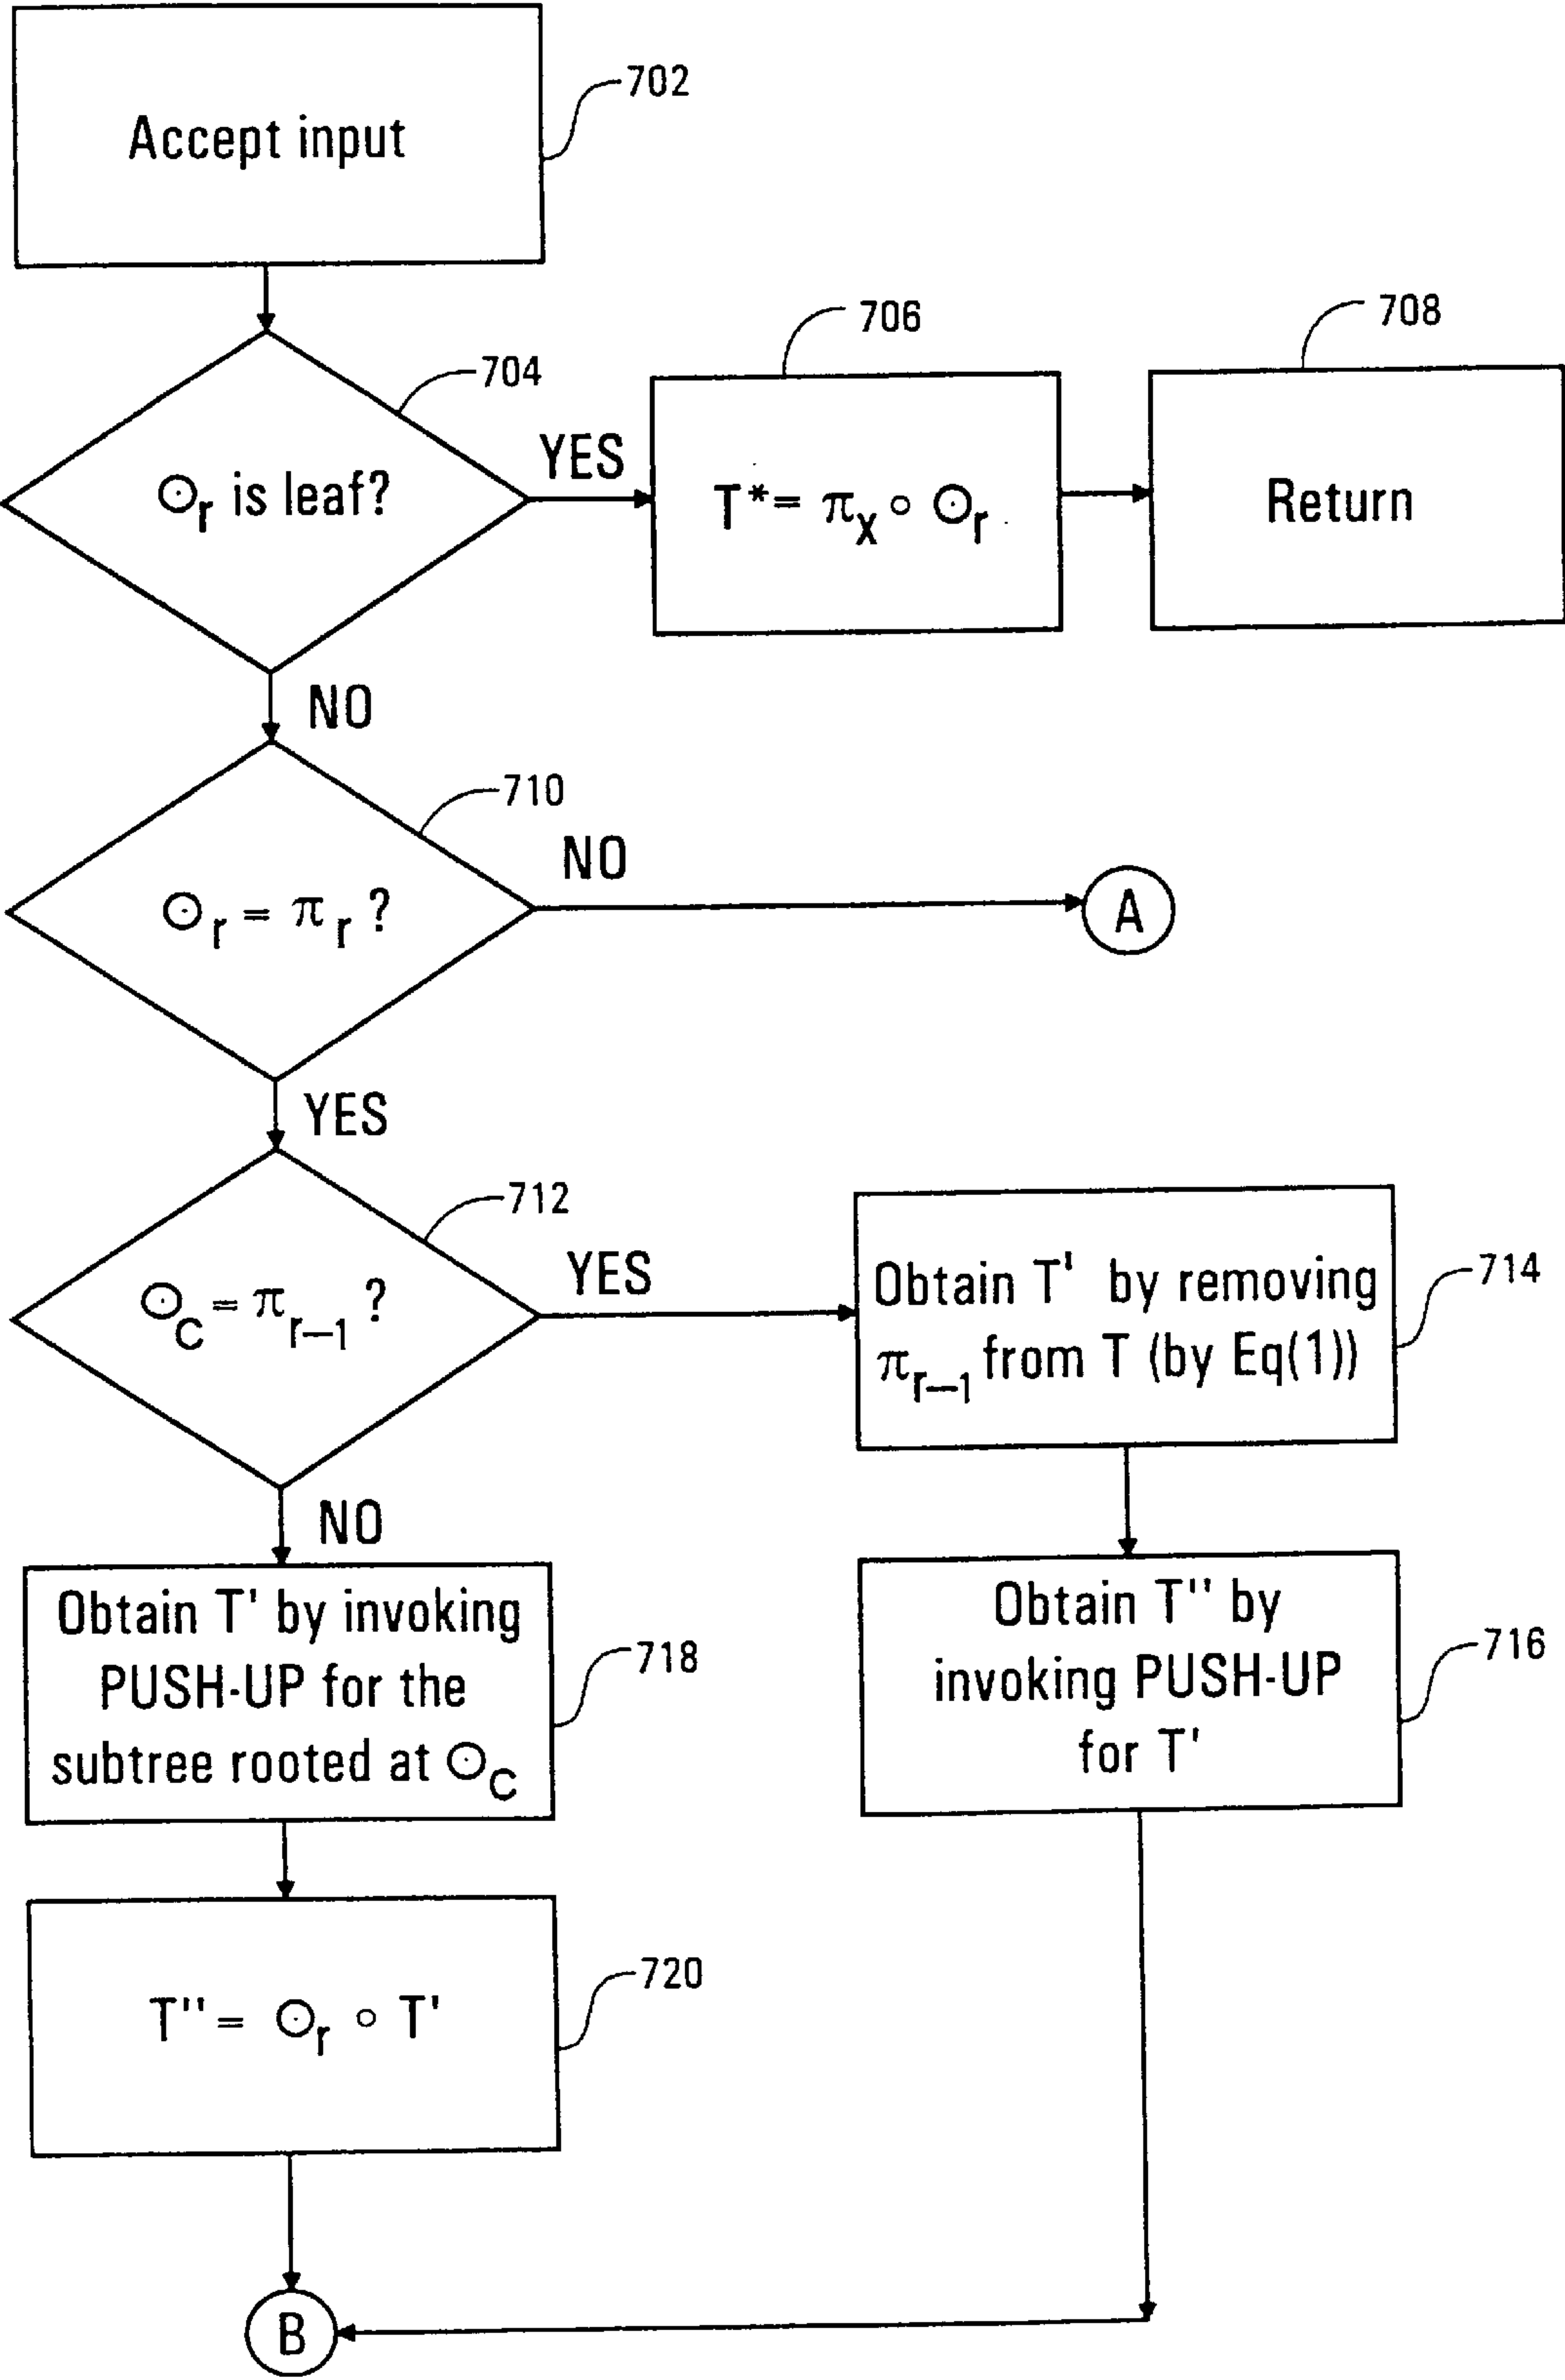 Accept input
702
⊙r is leaf?
704
YES
T*= πx ∘ ⊙r
706
Return
708
NO
⊙r = πr ?
710
NO
A
YES
⊙C = πr–1 ?
712
YES
Obtain T' by removing
πr–1 from T (by Eq(1))
714
NO
Obtain T' by invoking
PUSH-UP for the
subtree rooted at ⊙C
718
Obtain T'' by
invoking PUSH-UP
for T'
716
T''= ⊙r ∘ T'
720
B